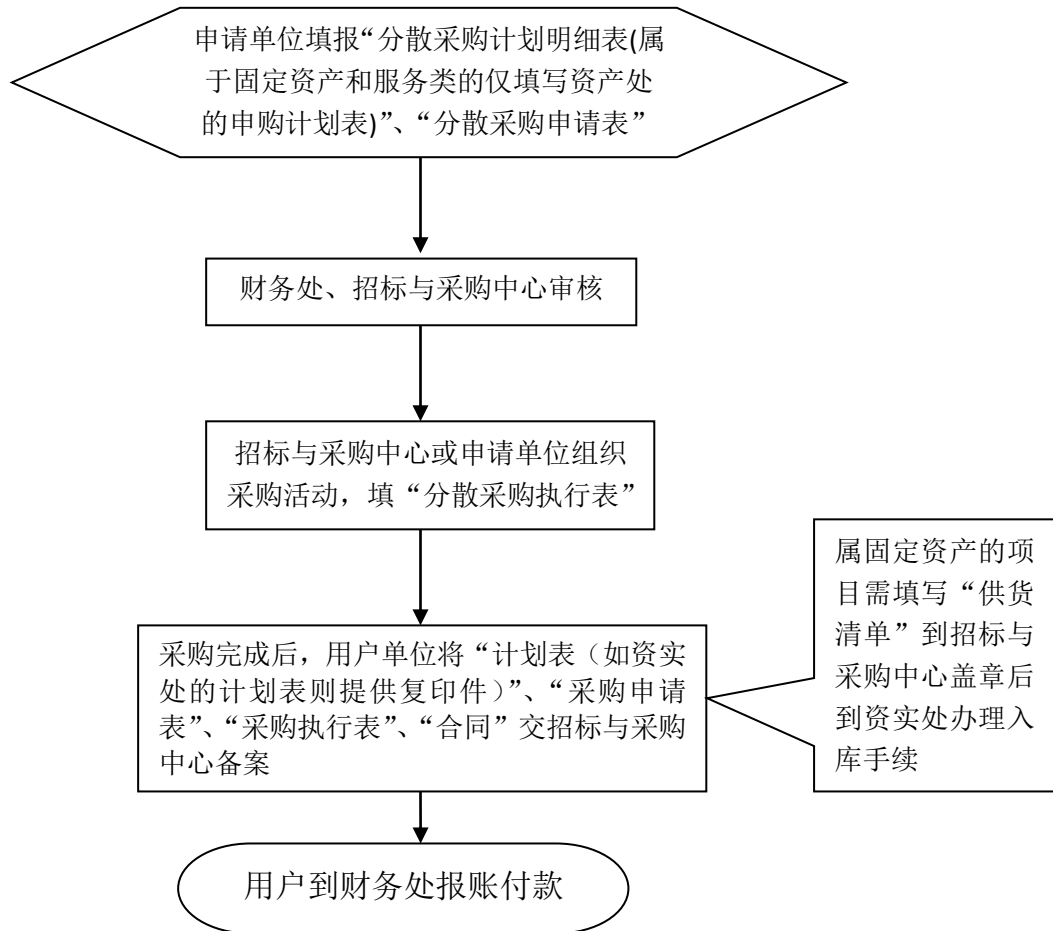 申请单位填报“分散采购计划明细表(属
于固定资产和服务类的仅填写资产处
的申购计划表)”、“分散采购申请表”
财务处、招标与采购中心审核
招标与采购中心或申请单位组织
采购活动，填“分散采购执行表”
采购完成后，用户单位将“计划表（如资实
处的计划表则提供复印件）”、“采购申请
表”、“采购执行表”、“合同”交招标与采购
中心备案
属固定资产的项
目需填写“供货
清单”到招标与
采购中心盖章后
到资实处办理入
库手续
用户到财务处报账付款